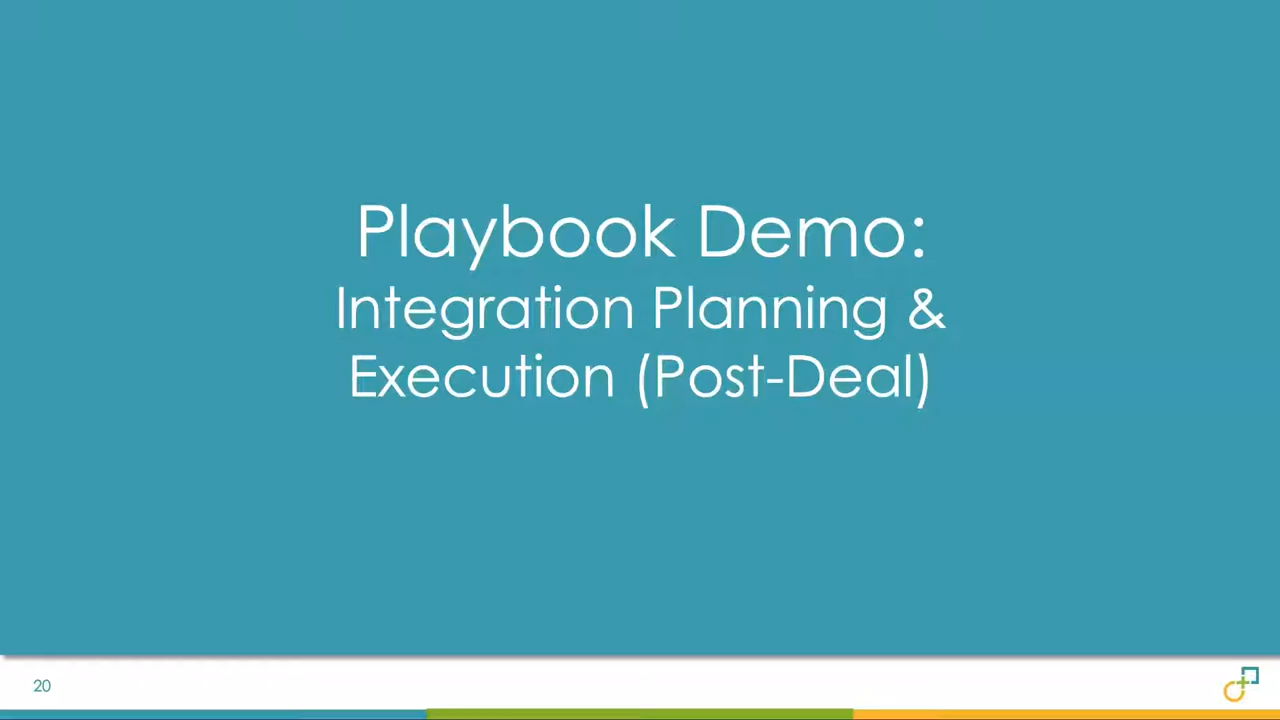 Playbook Demo:
Integration Planning &
Execution (Post-Deal)
20